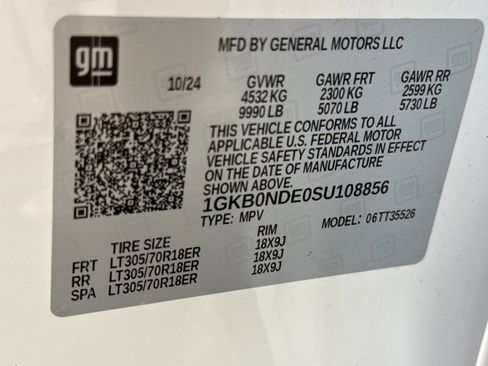 gm
MFD BY GENERAL MOTORS LLC
10/24 GVWR GAWR FRT GAWR RR
4532 KG 2300 KG 2599 KG
9990 LB 5070 LB 5730 LB
THIS VEHICLE CONFORMS TO ALL
APPLICABLE U.S. FEDERAL MOTOR
VEHICLE SAFETY STANDARDS IN EFFECT
ON THE DATE OF MANUFACTURE
SHOWN ABOVE.
1GKB0NDE0SU108856
TYPE: MPV MODEL: 06TT35526
TIRE SIZE RIM
FRT LT305/70R18ER 18X9J
RR LT305/70R18ER 18X9J
SPA LT305/70R18ER 18X9J